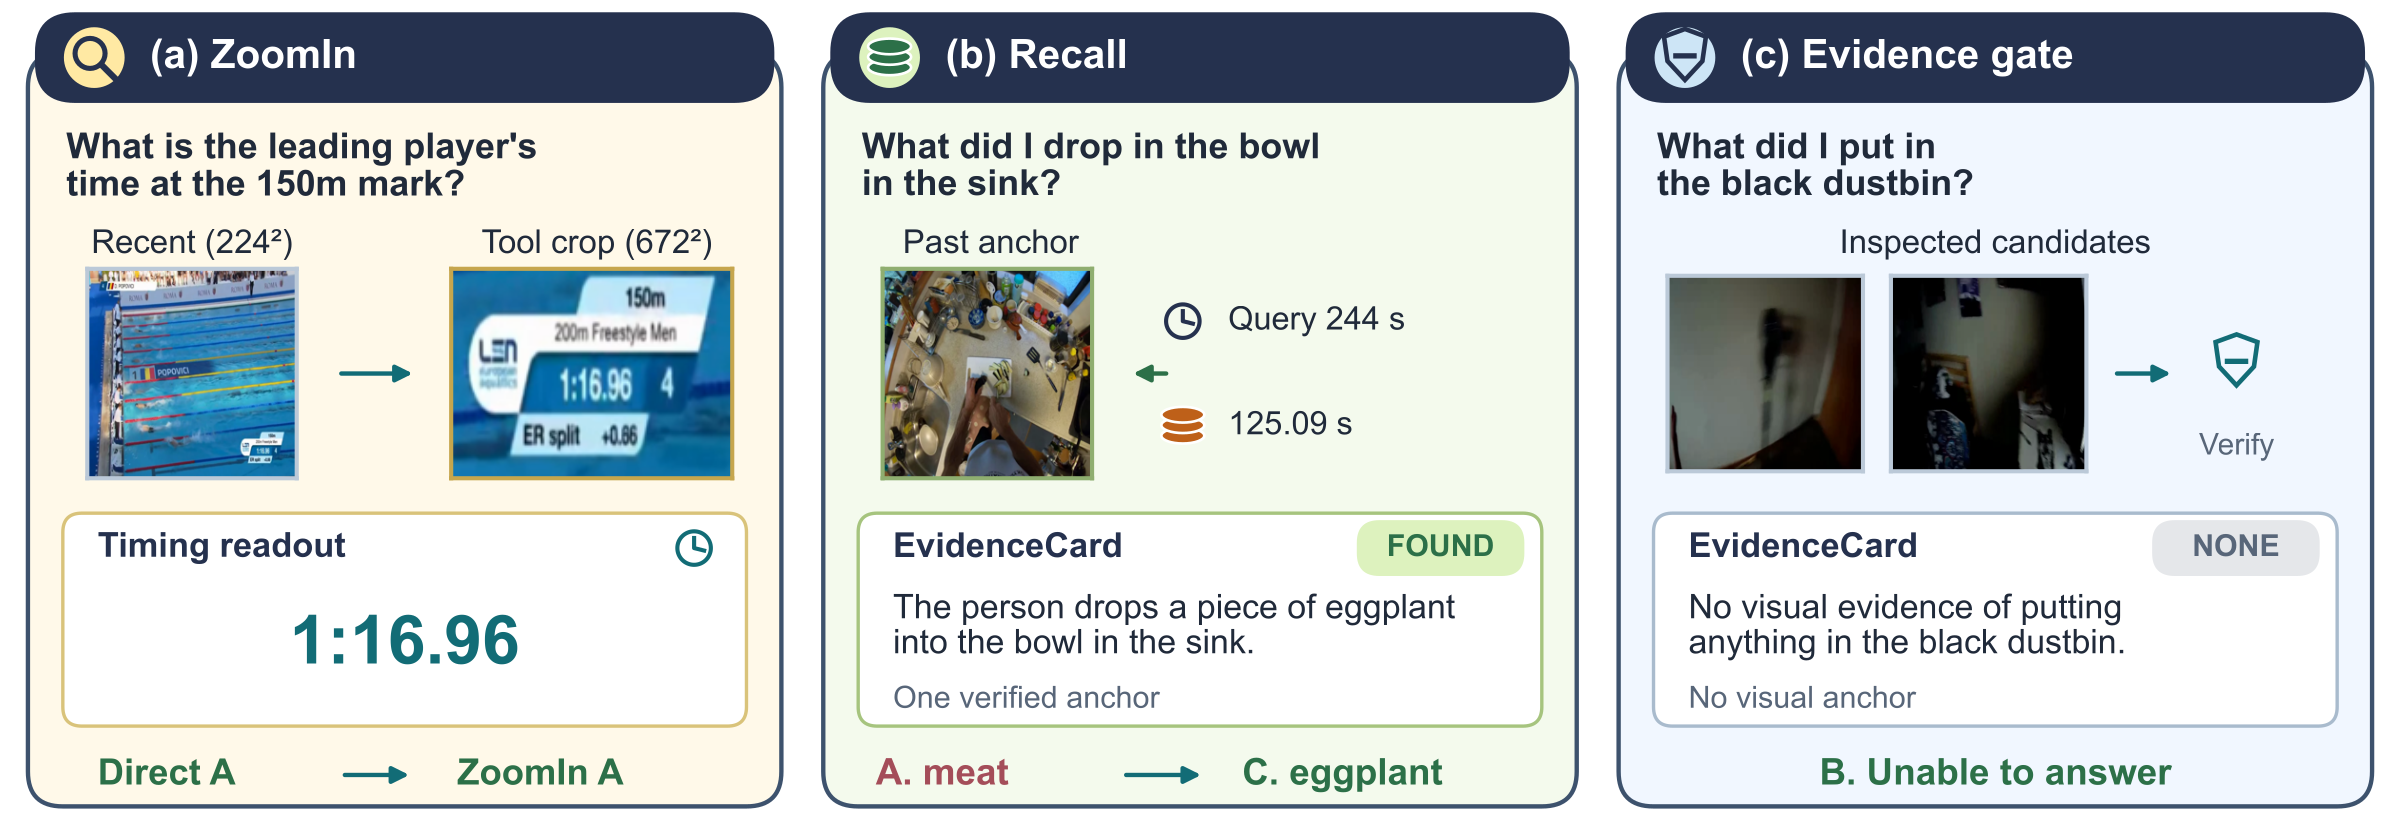 (a) ZoomIn
What is the leading player's
time at the 150m mark?
Recent (224²)
Tool crop (672²)
POPOVICI
1
POPOVICI
150m
200m Freestyle Men
LEN
european
aquatics
1:16.96 4
ER split +0.86
Timing readout
1:16.96
Direct A
ZoomIn A
(b) Recall
What did I drop in the bowl
in the sink?
Past anchor
Query 244 s
125.09 s
EvidenceCard
FOUND
The person drops a piece of eggplant
into the bowl in the sink.
One verified anchor
A. meat
C. eggplant
(c) Evidence gate
What did I put in
the black dustbin?
Inspected candidates
Verify
EvidenceCard
NONE
No visual evidence of putting
anything in the black dustbin.
No visual anchor
B. Unable to answer